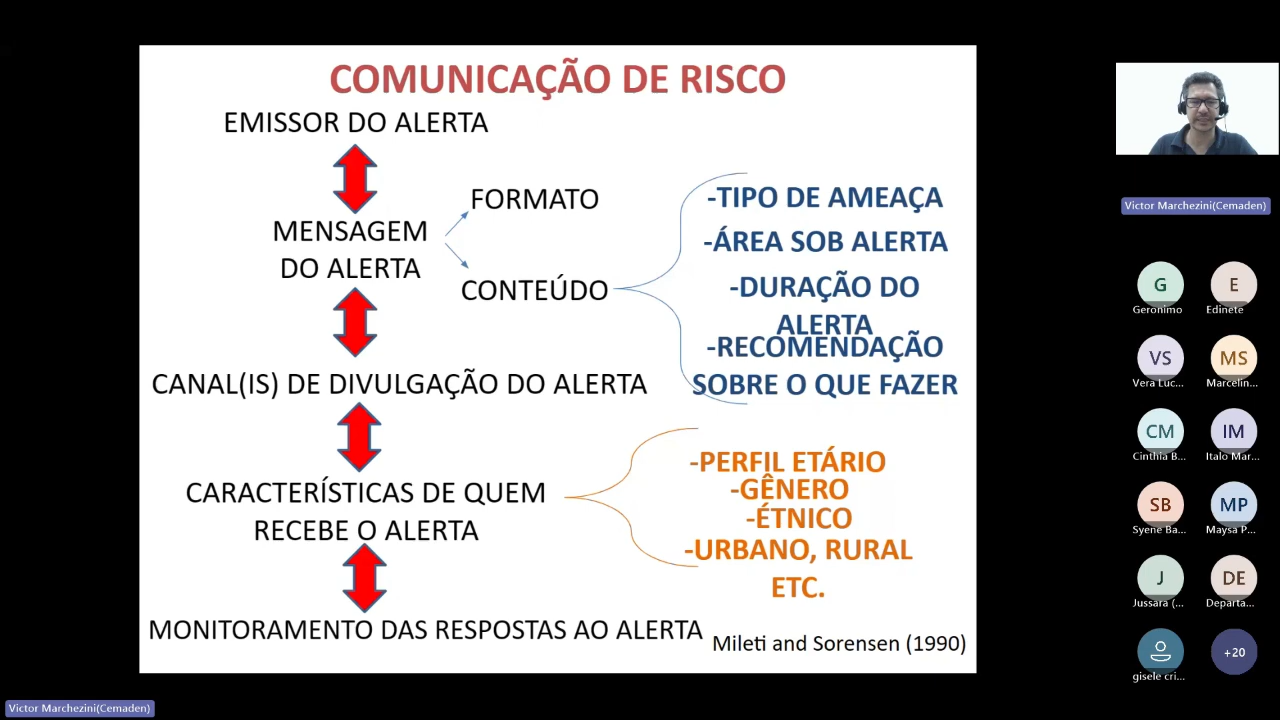 COMUNICAÇÃO DE RISCO
EMISSOR DO ALERTA
MENSAGEM
DO ALERTA
FORMATO
CONTEÚDO
-TIPO DE AMEAÇA
-ÁREA SOB ALERTA
-DURAÇÃO DO
ALERTA
-RECOMENDAÇÃO
SOBRE O QUE FAZER
CANAL(IS) DE DIVULGAÇÃO DO ALERTA
CARACTERÍSTICAS DE QUEM
RECEBE O ALERTA
-PERFIL ETÁRIO
-GÊNERO
-ÉTNICO
-URBANO, RURAL
ETC.
MONITORAMENTO DAS RESPOSTAS AO ALERTA
Mileti and Sorensen (1990)
Victor Marchezini(Cemaden)
G
Geronimo
E
Edinete
VS
Vera Luc...
MS
Marcelin...
CM
Cinthia B...
IM
Italo Mar...
SB
Syene Ba...
MP
Maysa P...
J
Jussara (...
DE
Departa...
gisele cri...
+20
Victor Marchezini(Cemaden)